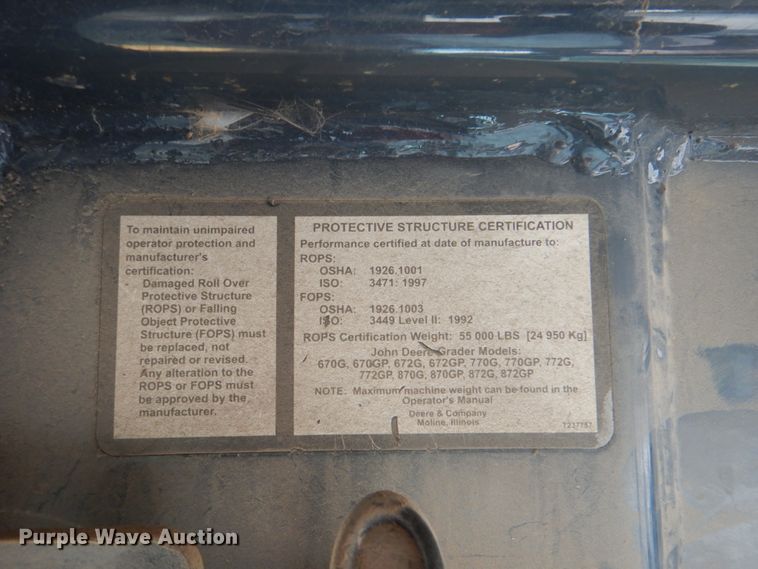 To maintain unimpaired
operator protection and
manufacturer's
certification:
- Damaged Roll Over
Protective Structure
(ROPS) or Falling
Object Protective
Structure (FOPS) must
be replaced, not
repaired or revised.
- Any alteration to the
ROPS or FOPS must
be approved by the
manufacturer.
PROTECTIVE STRUCTURE CERTIFICATION
Performance certified at date of manufacture to:
ROPS:
OSHA: 1926.1001
ISO: 3471: 1997
FOPS:
OSHA: 1926.1003
ISO: 3449 Level II: 1992
ROPS Certification Weight: 55 000 LBS [24 950 Kg]
John Deere Grader Models:
670G, 670GP, 672G, 672GP, 770G, 770GP, 772G,
772GP, 870G, 870GP, 872G, 872GP
NOTE: Maximum machine weight can be found in the
Operator's Manual
Deere & Company
Moline, Illinois
T237757
Purple Wave Auction